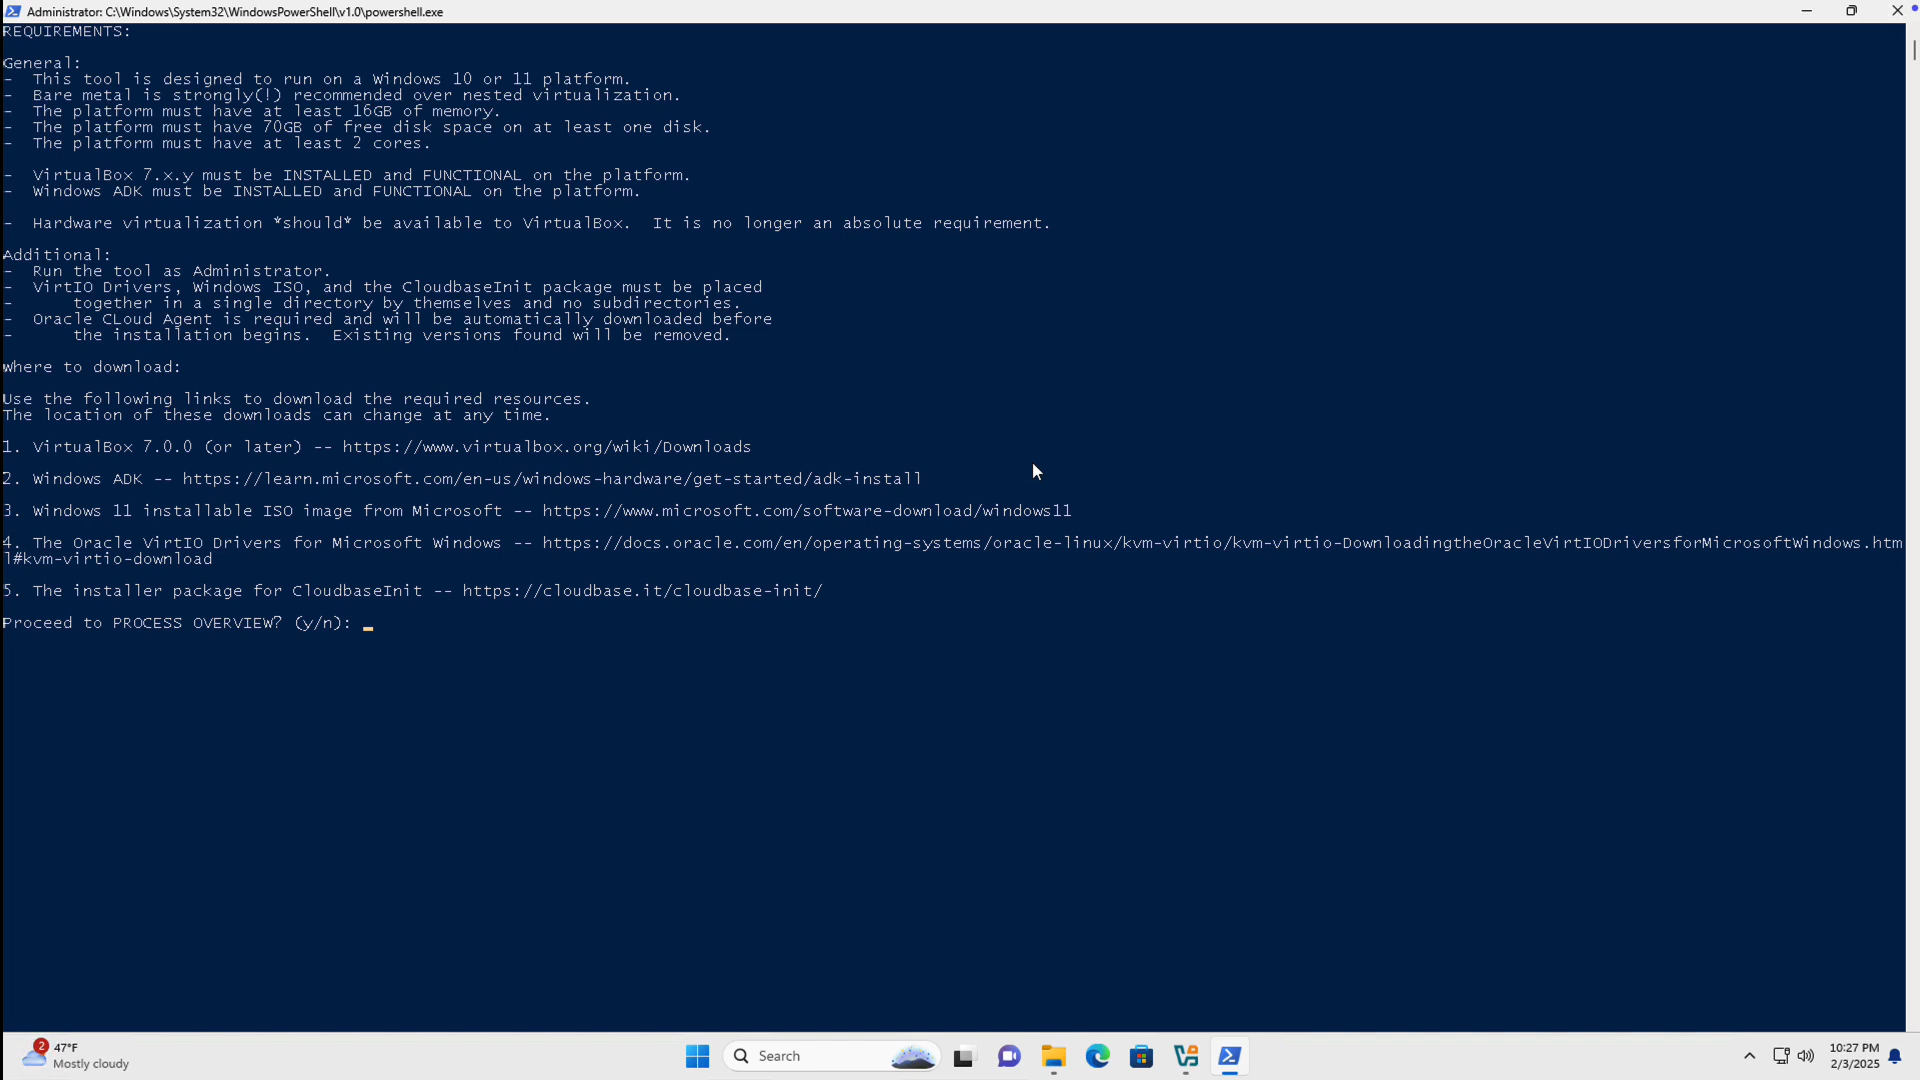 Administrator: C:\Windows\System32\WindowsPowerShell\v1.0\powershell.exe
REQUIREMENTS:
General:
-  This tool is designed to run on a Windows 10 or 11 platform.
-  Bare metal is strongly(!) recommended over nested virtualization.
-  The platform must have at least 16GB of memory.
-  The platform must have 70GB of free disk space on at least one disk.
-  The platform must have at least 2 cores.
-  VirtualBox 7.x.y must be INSTALLED and FUNCTIONAL on the platform.
-  Windows ADK must be INSTALLED and FUNCTIONAL on the platform.
-  Hardware virtualization *should* be available to VirtualBox.  It is no longer an absolute requirement.
Additional:
-  Run the tool as Administrator.
-  VirtIO Drivers, Windows ISO, and the CloudbaseInit package must be placed
-      together in a single directory by themselves and no subdirectories.
-  Oracle CLoud Agent is required and will be automatically downloaded before
-      the installation begins.  Existing versions found will be removed.
Where to download:
Use the following links to download the required resources.
The location of these downloads can change at any time.
1. VirtualBox 7.0.0 (or later) -- https://www.virtualbox.org/wiki/Downloads
2. Windows ADK -- https://learn.microsoft.com/en-us/windows-hardware/get-started/adk-install
3. Windows 11 installable ISO image from Microsoft -- https://www.microsoft.com/software-download/windows11
4. The Oracle VirtIO Drivers for Microsoft Windows -- https://docs.oracle.com/en/operating-systems/oracle-linux/kvm-virtio/kvm-virtio-DownloadingtheOracleVirtIODriversforMicrosoftWindows.htm
l#kvm-virtio-download
5. The installer package for CloudbaseInit -- https://cloudbase.it/cloudbase-init/
Proceed to PROCESS OVERVIEW? (y/n): _
2
47°F
Mostly cloudy
Search
10:27 PM
2/3/2025